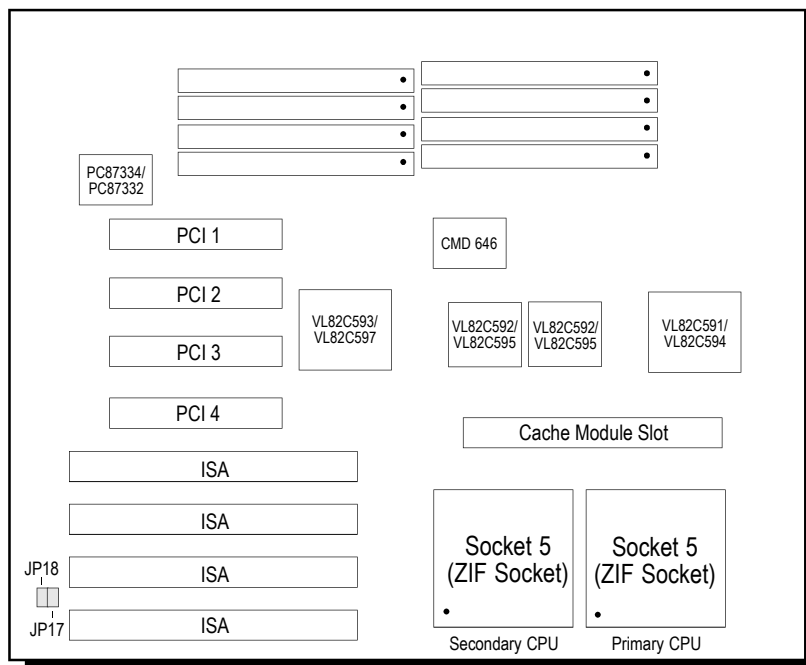 PC87334/
PC87332
PCI 1
CMD 646
PCI 2
VL82C593/
VL82C597
VL82C592/
VL82C595
VL82C592/
VL82C595
VL82C591/
VL82C594
PCI 3
PCI 4
Cache Module Slot
ISA
ISA
Socket 5
(ZIF Socket)
Socket 5
(ZIF Socket)
JP18
ISA
JP17
ISA
Secondary CPU
Primary CPU